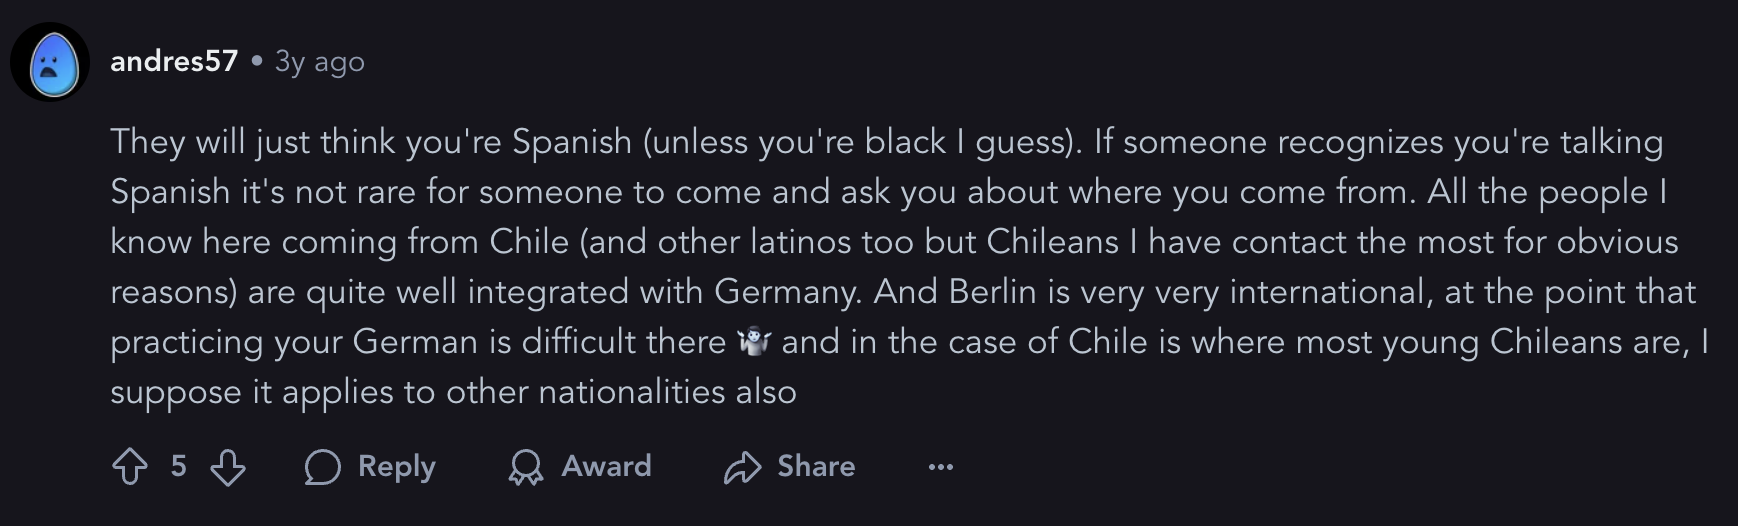 andres57 • 3y ago
They will just think you're Spanish (unless you're black I guess). If someone recognizes you're talking
Spanish it's not rare for someone to come and ask you about where you come from. All the people I
know here coming from Chile (and other latinos too but Chileans I have contact the most for obvious
reasons) are quite well integrated with Germany. And Berlin is very very international, at the point that
practicing your German is difficult there 🤷🏻‍♂️ and in the case of Chile is where most young Chileans are, I
suppose it applies to other nationalities also
5 Reply Award Share ...